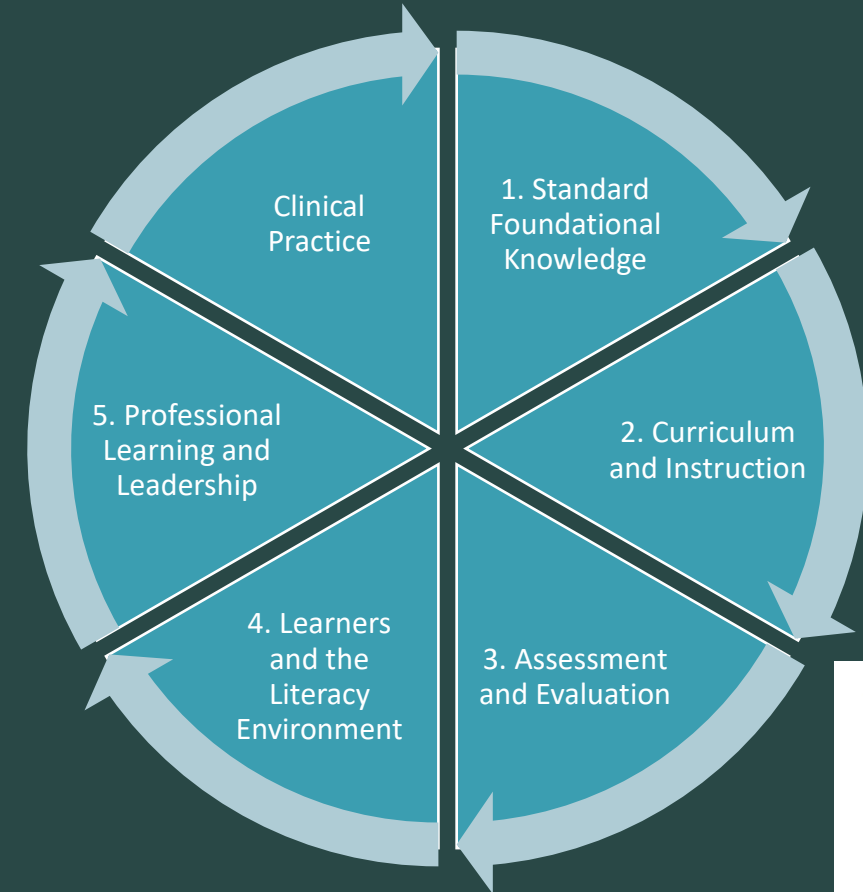 1. Standard
Foundational
Knowledge
2. Curriculum
and Instruction
3. Assessment
and Evaluation
4. Learners
and the
Literacy
Environment
5. Professional
Learning and
Leadership
Clinical
Practice